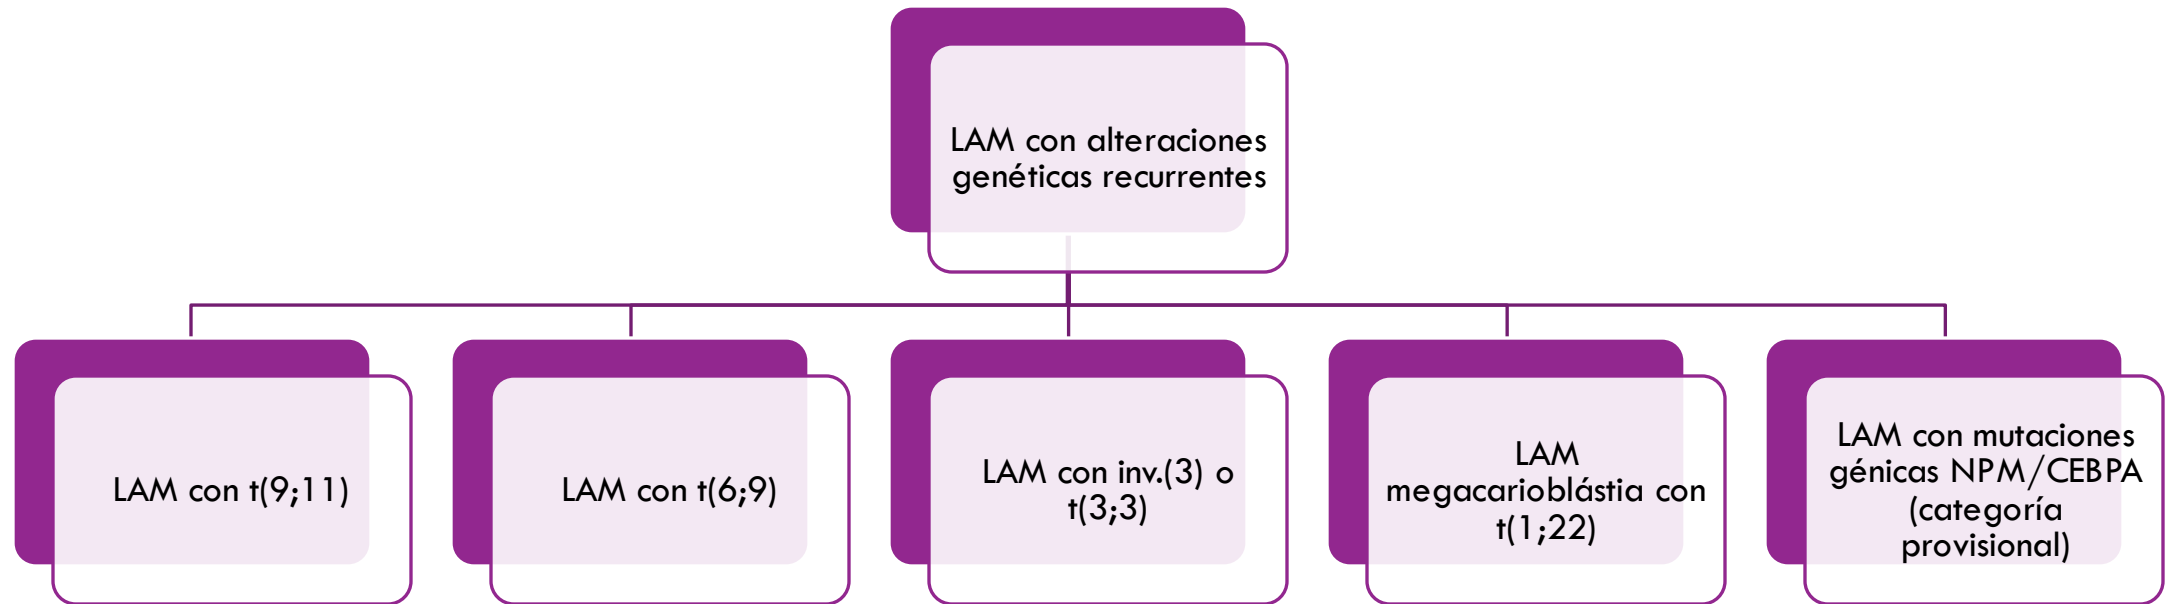 LAM con alteraciones
genéticas recurrentes
LAM con t(9;11)
LAM con t(6;9)
LAM con inv.(3) o
t(3;3)
LAM
megacarioblástia con
t(1;22)
LAM con mutaciones
génicas NPM/CEBPA
(categoría
provisional)